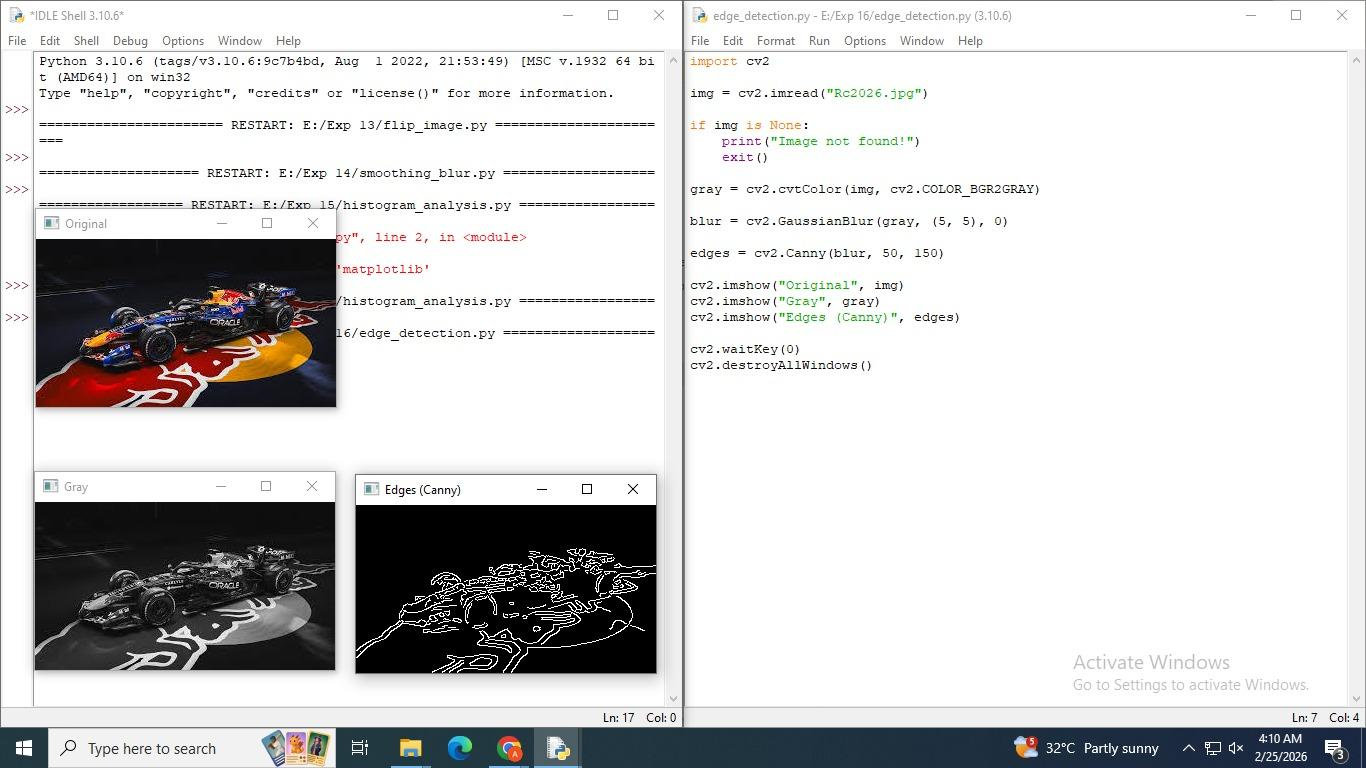 *IDLE Shell 3.10.6*
File Edit Shell Debug Options Window Help
Python 3.10.6 (tags/v3.10.6:9c7b4bd, Aug  1 2022, 21:53:49) [MSC v.1932 64 bi
t (AMD64)] on win32
Type "help", "copyright", "credits" or "license()" for more information.
>>>
======================= RESTART: E:/Exp 13/flip_image.py ====================
===
>>>
==================== RESTART: E:/Exp 14/smoothing_blur.py ===================
>>>
================== RESTART: E:/Exp 15/histogram_analysis.py =================
py", line 2, in <module>
'matplotlib'
>>>
/histogram_analysis.py =================
>>>
16/edge_detection.py ===================
Original
ORACLE
Gray
ORACLE
Edges (Canny)
Ln: 17 Col: 0
edge_detection.py - E:/Exp 16/edge_detection.py (3.10.6)
File Edit Format Run Options Window Help
import cv2
img = cv2.imread("Rc2026.jpg")
if img is None:
    print("Image not found!")
    exit()
gray = cv2.cvtColor(img, cv2.COLOR_BGR2GRAY)
blur = cv2.GaussianBlur(gray, (5, 5), 0)
edges = cv2.Canny(blur, 50, 150)
cv2.imshow("Original", img)
cv2.imshow("Gray", gray)
cv2.imshow("Edges (Canny)", edges)
cv2.waitKey(0)
cv2.destroyAllWindows()
Activate Windows
Go to Settings to activate Windows.
Ln: 7 Col: 4
Type here to search
5
32°C Partly sunny
4:10 AM
2/25/2026
3